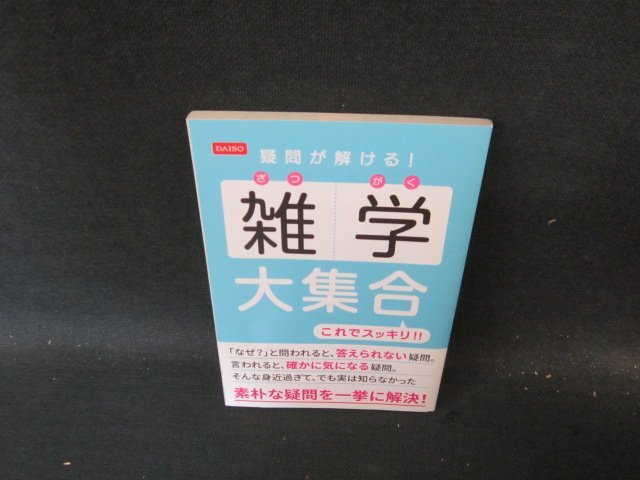 DAISO
疑問が解ける!
ざつ がく
雑学
大集合
これでスッキリ!!
「なぜ?」と問われると、答えられない疑問。
言われると、確かに気になる疑問。
そんな身近過ぎて、でも実は知らなかった
素朴な疑問を一挙に解決!